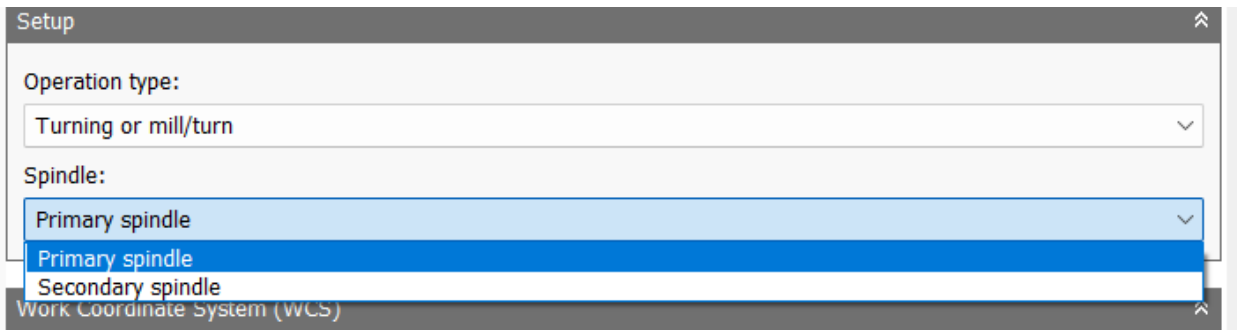 Setup
Operation type:
Turning or mill/turn
Spindle:
Primary spindle
Primary spindle
Secondary spindle
Work Coordinate System (WCS)